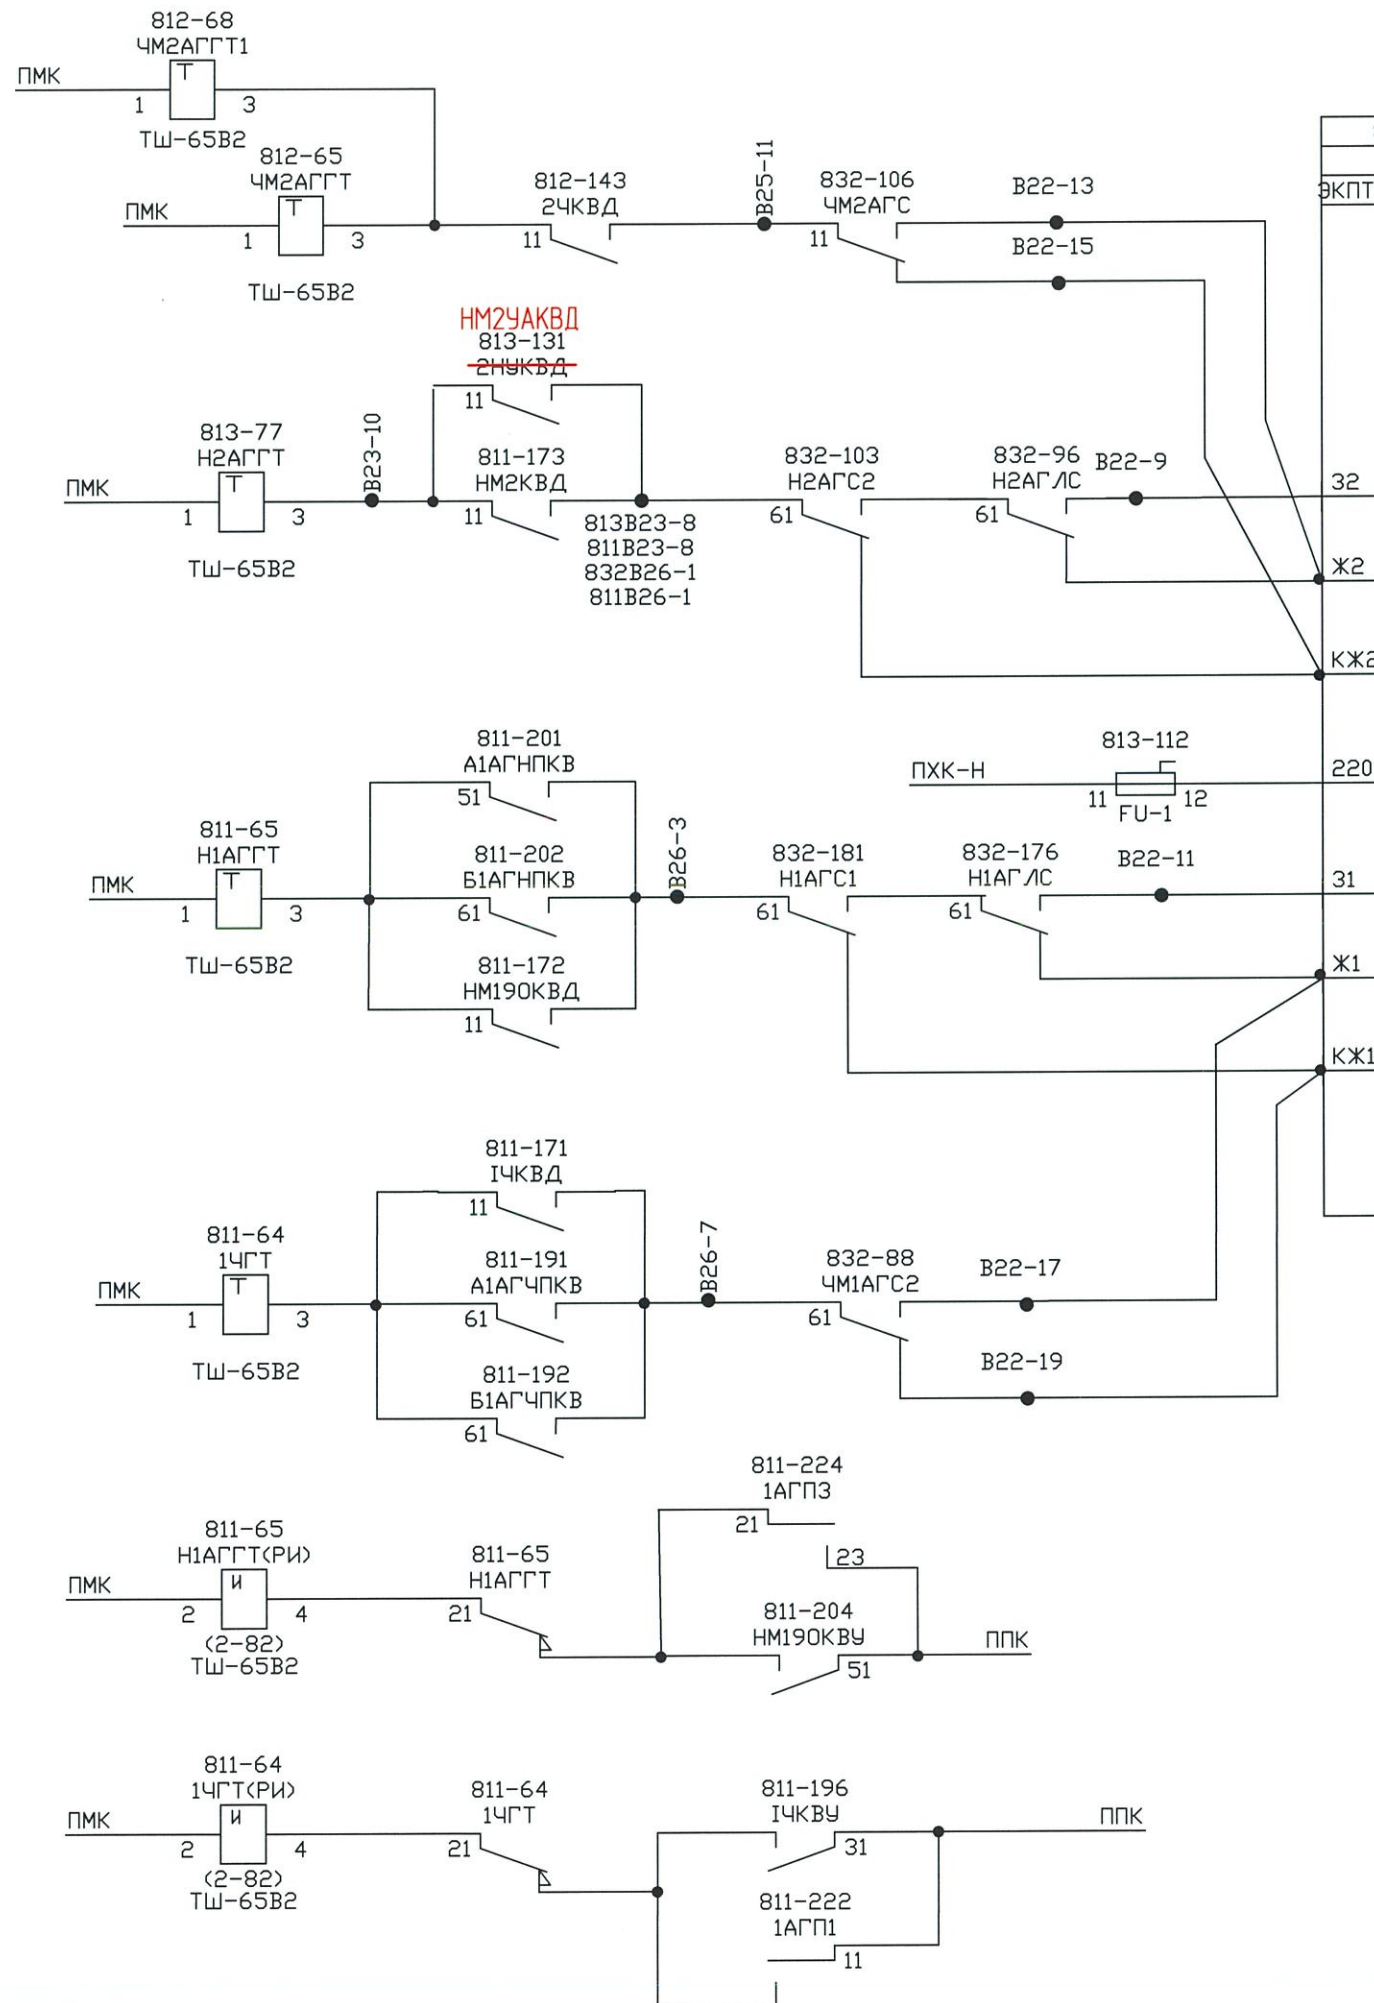 812-68
ЧМ2АГГТ1
ПМК
1
3
ТШ-65В2
812-65
ЧМ2АГГТ
ПМК
1
3
ТШ-65В2
812-143
2ЧКВД
11
В25-11
832-106
ЧМ2АГС
11
В22-13
В22-15
ЭКПТ
НМ2УАКВД
813-131
2НУКВД
11
813-77
Н2АГГТ
ПМК
1
3
ТШ-65В2
В23-10
811-173
НМ2КВД
11
813В23-8
811В23-8
832В26-1
811В26-1
832-103
Н2АГС2
61
832-96
Н2АГЛС
61
В22-9
З2
Ж2
КЖ2
813-112
ПХК-Н
11
12
FU-1
220
811-201
А1АГНПКВ
51
811-65
Н1АГГТ
ПМК
1
3
ТШ-65В2
811-202
Б1АГНПКВ
61
811-172
НМ19ОКВД
11
В26-3
832-181
Н1АГС1
61
832-176
Н1АГЛС
61
В22-11
З1
Ж1
КЖ1
811-171
IЧКВД
11
811-64
1ЧГТ
ПМК
1
3
ТШ-65В2
811-191
А1АГЧПКВ
61
811-192
Б1АГЧПКВ
61
В26-7
832-88
ЧМ1АГС2
61
В22-17
В22-19
811-224
1АГП3
21
23
811-65
Н1АГГТ(РИ)
ПМК
И
2
4
(2-82)
ТШ-65В2
811-65
Н1АГГТ
21
811-204
НМ19ОКВУ
51
ППК
811-64
1ЧГТ(РИ)
ПМК
И
2
4
(2-82)
ТШ-65В2
811-64
1ЧГТ
21
811-196
IЧКВУ
31
ППК
811-222
1АГП1
11